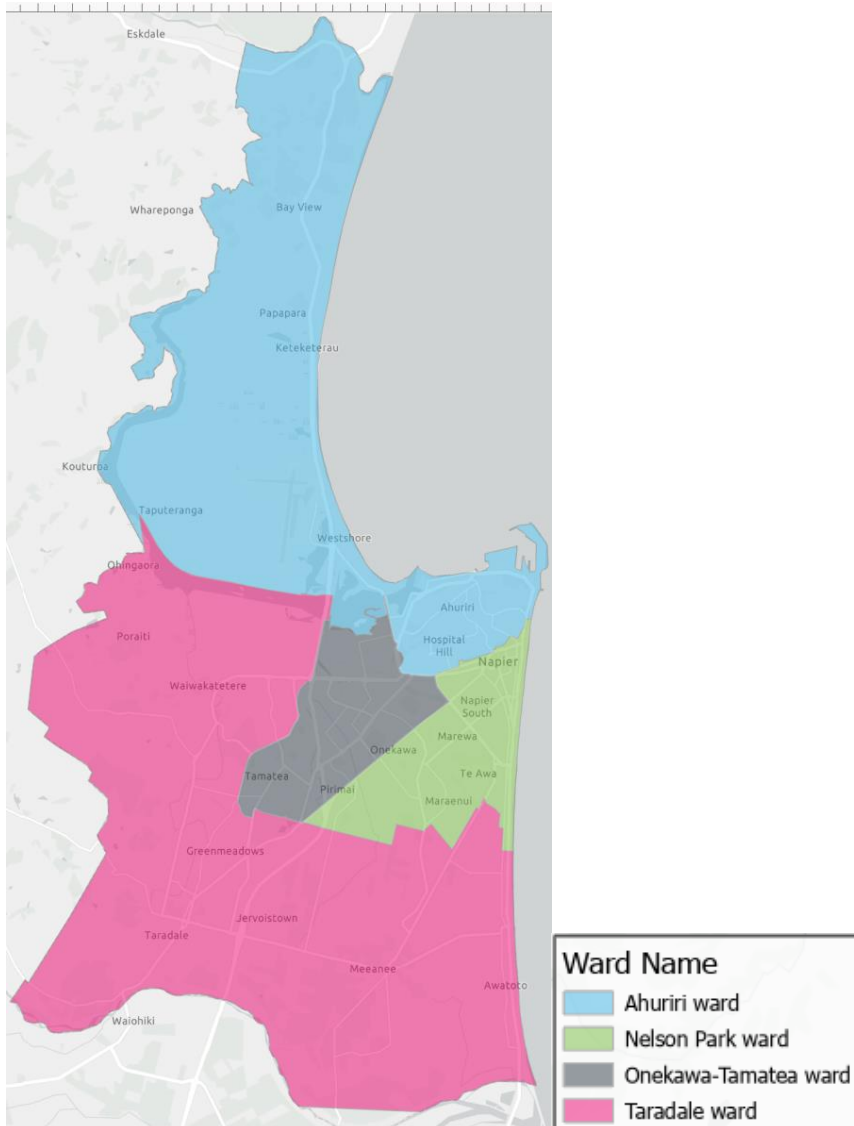 Eskdale
Whareponga
Bay View
Papapara
Keteketerau
Kouturoa
Taputeranga
Westshore
Ohingaora
Ahuriri
Poraiti
Hospital
Hill
Napier
Waiwakatetere
Napier
South
Marewa
Onekawa
Tamatea
Te Awa
Pirimai
Maraenui
Greenmeadows
Jervoistown
Taradale
Meeanee
Awatoto
Waiohiki
Ward Name
Ahuriri ward
Nelson Park ward
Onekawa-Tamatea ward
Taradale ward